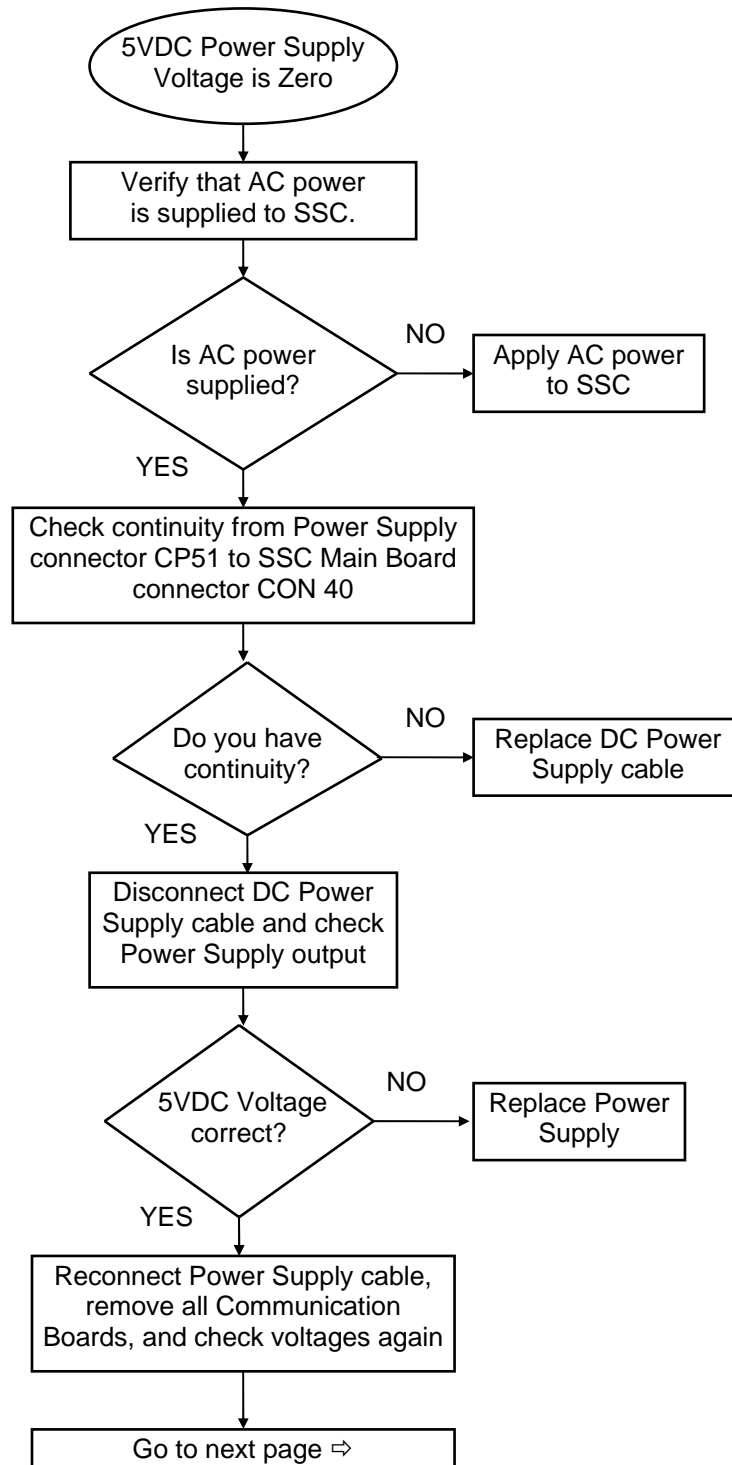 5VDC Power Supply
Voltage is Zero
Verify that AC power
is supplied to SSC.
Is AC power
supplied?
NO
Apply AC power
to SSC
YES
Check continuity from Power Supply
connector CP51 to SSC Main Board
connector CON 40
Do you have
continuity?
NO
Replace DC Power
Supply cable
YES
Disconnect DC Power
Supply cable and check
Power Supply output
5VDC Voltage
correct?
NO
Replace Power
Supply
YES
Reconnect Power Supply cable,
remove all Communication
Boards, and check voltages again
Go to next page ⇨